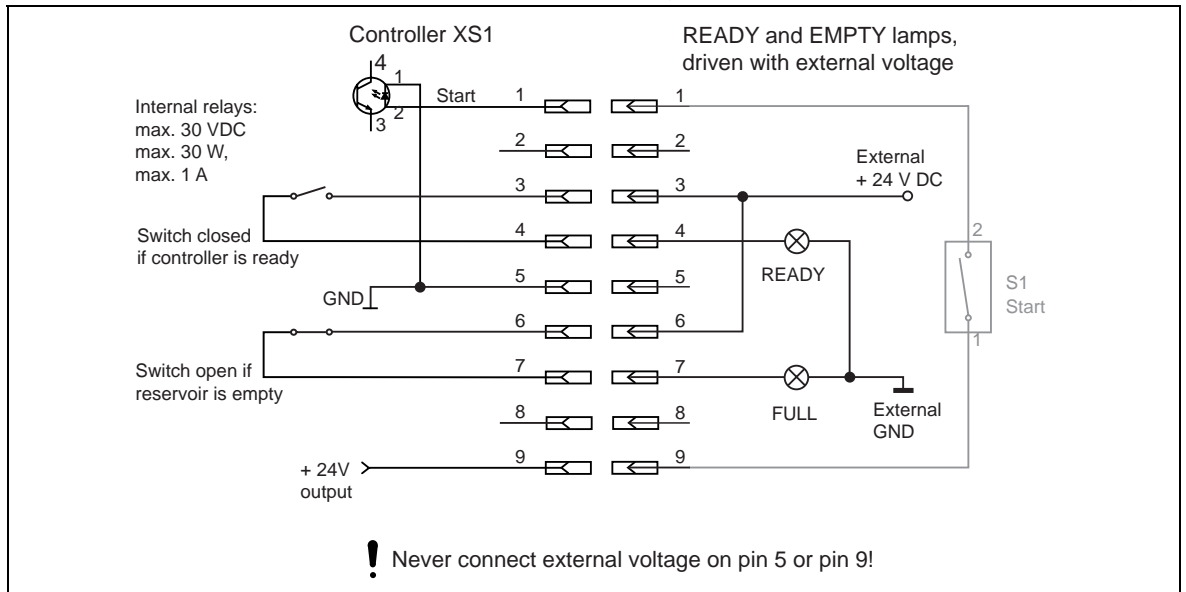 Controller XS1
READY and EMPTY lamps,
driven with external voltage
4
1
2
3
Start
1
1
Internal relays:
max. 30 VDC
max. 30 W,
max. 1 A
2
2
External
+ 24 V DC
3
3
Switch closed
if controller is ready
4
4
READY
2
S1
Start
1
GND
5
5
6
6
Switch open if
reservoir is empty
7
7
FULL
External
GND
8
8
+ 24V
output
9
9
! Never connect external voltage on pin 5 or pin 9!